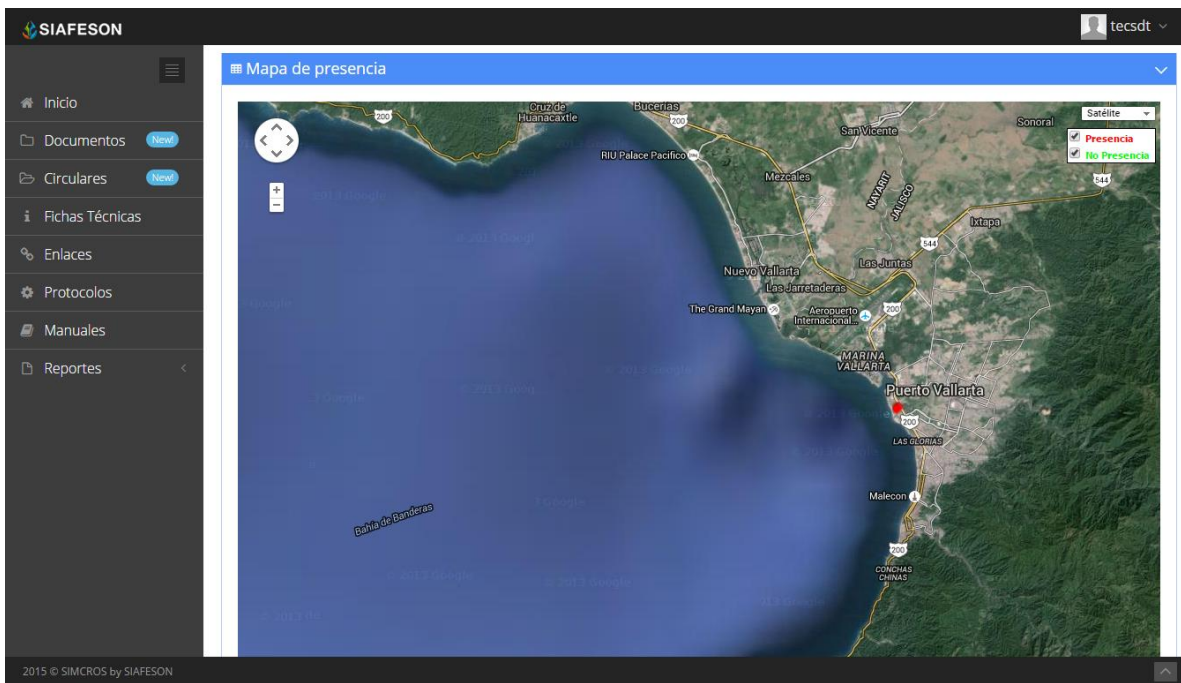 SIAFESON
tecsdt
Inicio
Documentos New!
Circulares New!
Fichas Técnicas
Enlaces
Protocolos
Manuales
Reportes
Mapa de presencia
Satélite
Presencia
No Presencia
Cruz de
Huanacaxtle
Bucerias
200
200
San Vicente
Sonora
RIU Palace Pacifico
Mezcales
NAYARIT
JALISCO
544
Ixtapa
544
Las Juntas
Nuevo Vallarta
Las Jarretaderas
The Grand Mayan
Aeropuerto
Internacional...
200
MARINA
VALLARTA
Puerto Vallarta
200
LAS GLORIAS
Malecon
Bahía de Banderas
200
CONCHAS
CHINAS
2015 © SIMCROS by SIAFESON